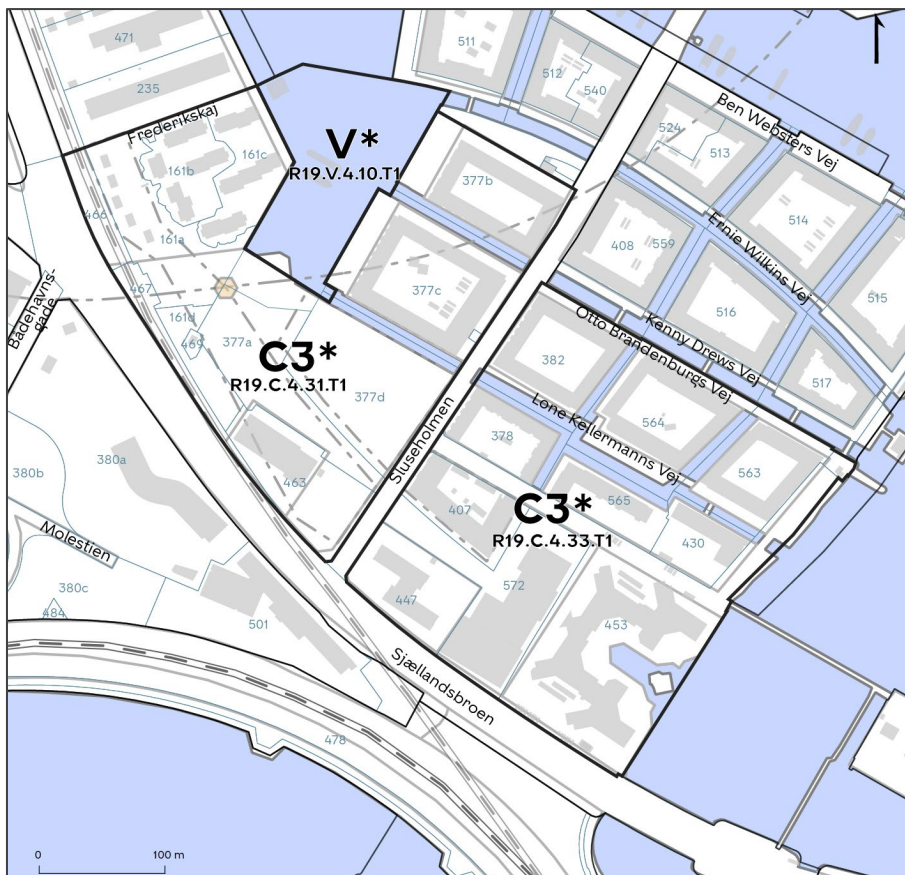 471
511
512
540
235
Frederikskaj
Ben Websters Vej
524
513
161b
161c
V*
R19.V.4.10.T1
377b
514
466
161a
408
559
Ernie Wilkins Vej
467
377c
516
515
Bådehavns-
gade
161d
469
377a
C3*
R19.C.4.31.T1
377d
Otto Brandenburgs Vej
Kenny Drews Vej
382
517
Sluseholmen
Lone Kellermanns Vej
564
378
563
380b
380a
463
407
C3*
R19.C.4.33.T1
565
430
Molestien
380c
484
501
447
572
453
Sjællandsbroen
478
0
100 m